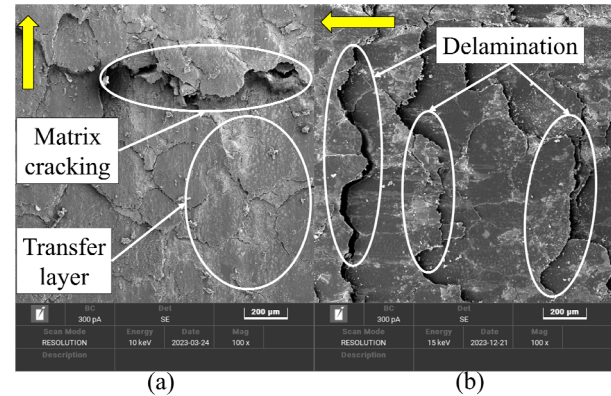 Matrix
cracking
Transfer
layer
Delamination
BC
300 pA
Det
SE
200 µm
Scan Mode
RESOLUTION
Energy
10 keV
Date
2023-03-24
Mag
100 x
Description
BC
300 pA
Det
SE
200 µm
Scan Mode
RESOLUTION
Energy
15 keV
Date
2023-12-21
Mag
100 x
Description
(a)
(b)